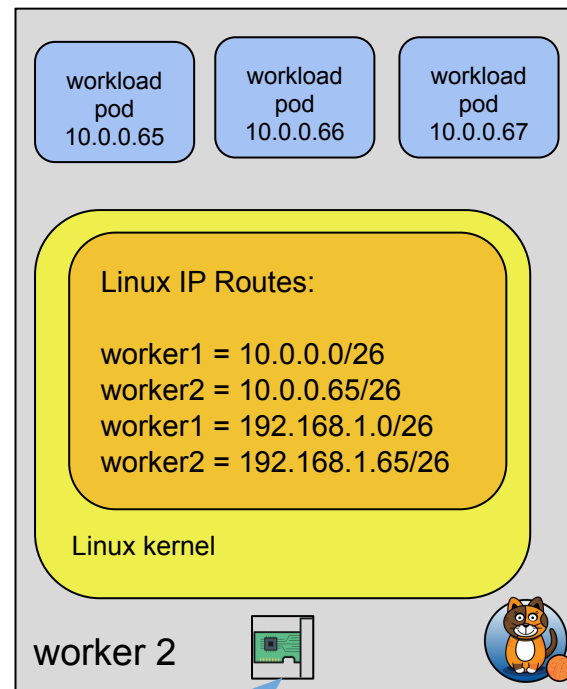 workload
pod
10.0.0.65
workload
pod
10.0.0.66
workload
pod
10.0.0.67
Linux IP Routes:
worker1 = 10.0.0.0/26
worker2 = 10.0.0.65/26
worker1 = 192.168.1.0/26
worker2 = 192.168.1.65/26
Linux kernel
worker 2